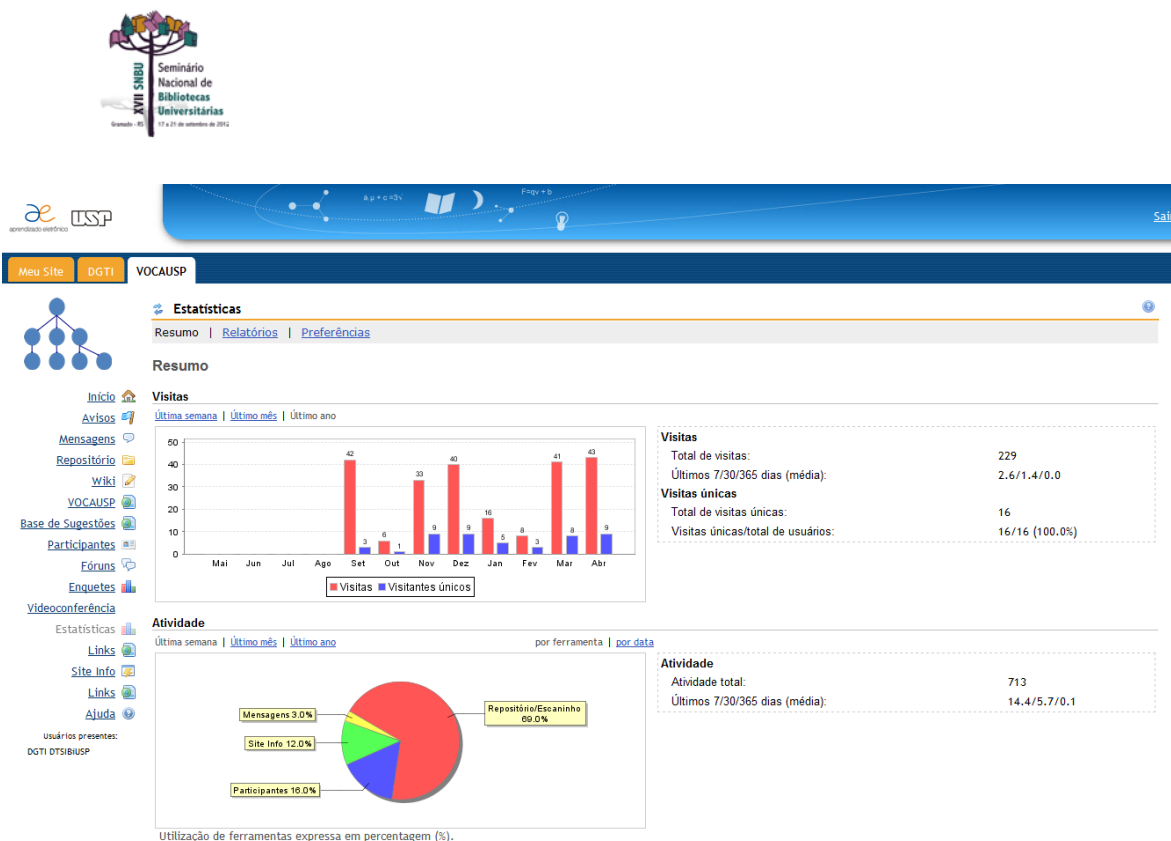 XVII SNBU
Seminário
Nacional de
Bibliotecas
Universitárias
Gramado - RS 17 a 21 de setembro de 2012
a,µ + c =3√
F=qv + b
ae
aprendizado eletrônico
USP
Sair
Meu Site
DGTI
VOCAUSP
Estatísticas
Resumo | Relatórios | Preferências
Resumo
Início
Avisos
Mensagens
Repositório
Wiki
VOCAUSP
Base de Sugestões
Participantes
Fóruns
Enquetes
Videoconferência
Estatísticas
Links
Site Info
Links
Ajuda
Usuários presentes:
DGTI DTSIBIUSP
Visitas
Última semana | Último mês | Último ano
50
40
30
20
10
0
42
3
6
1
33
9
40
9
16
5
8
3
41
8
43
9
Mai Jun Jul Ago Set Out Nov Dez Jan Fev Mar Abr
Visitas Visitantes únicos
Visitas
Total de visitas: 229
Últimos 7/30/365 dias (média): 2.6/1.4/0.0
Visitas únicas
Total de visitas únicas: 16
Visitas únicas/total de usuários: 16/16 (100.0%)
Atividade
Última semana | Último mês | Último ano
por ferramenta | por data
Mensagens 3.0%
Repositório/Escaninho
69.0%
Site Info 12.0%
Participantes 16.0%
Utilização de ferramentas expressa em percentagem (%).
Atividade
Atividade total: 713
Últimos 7/30/365 dias (média): 14.4/5.7/0.1